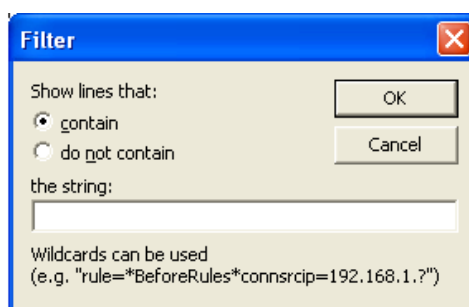 Filter
Show lines that:
OK
contain
do not contain
Cancel
the string:
Wildcards can be used
(e.g. "rule=*BeforeRules*connsrcip=192.168.1.?")